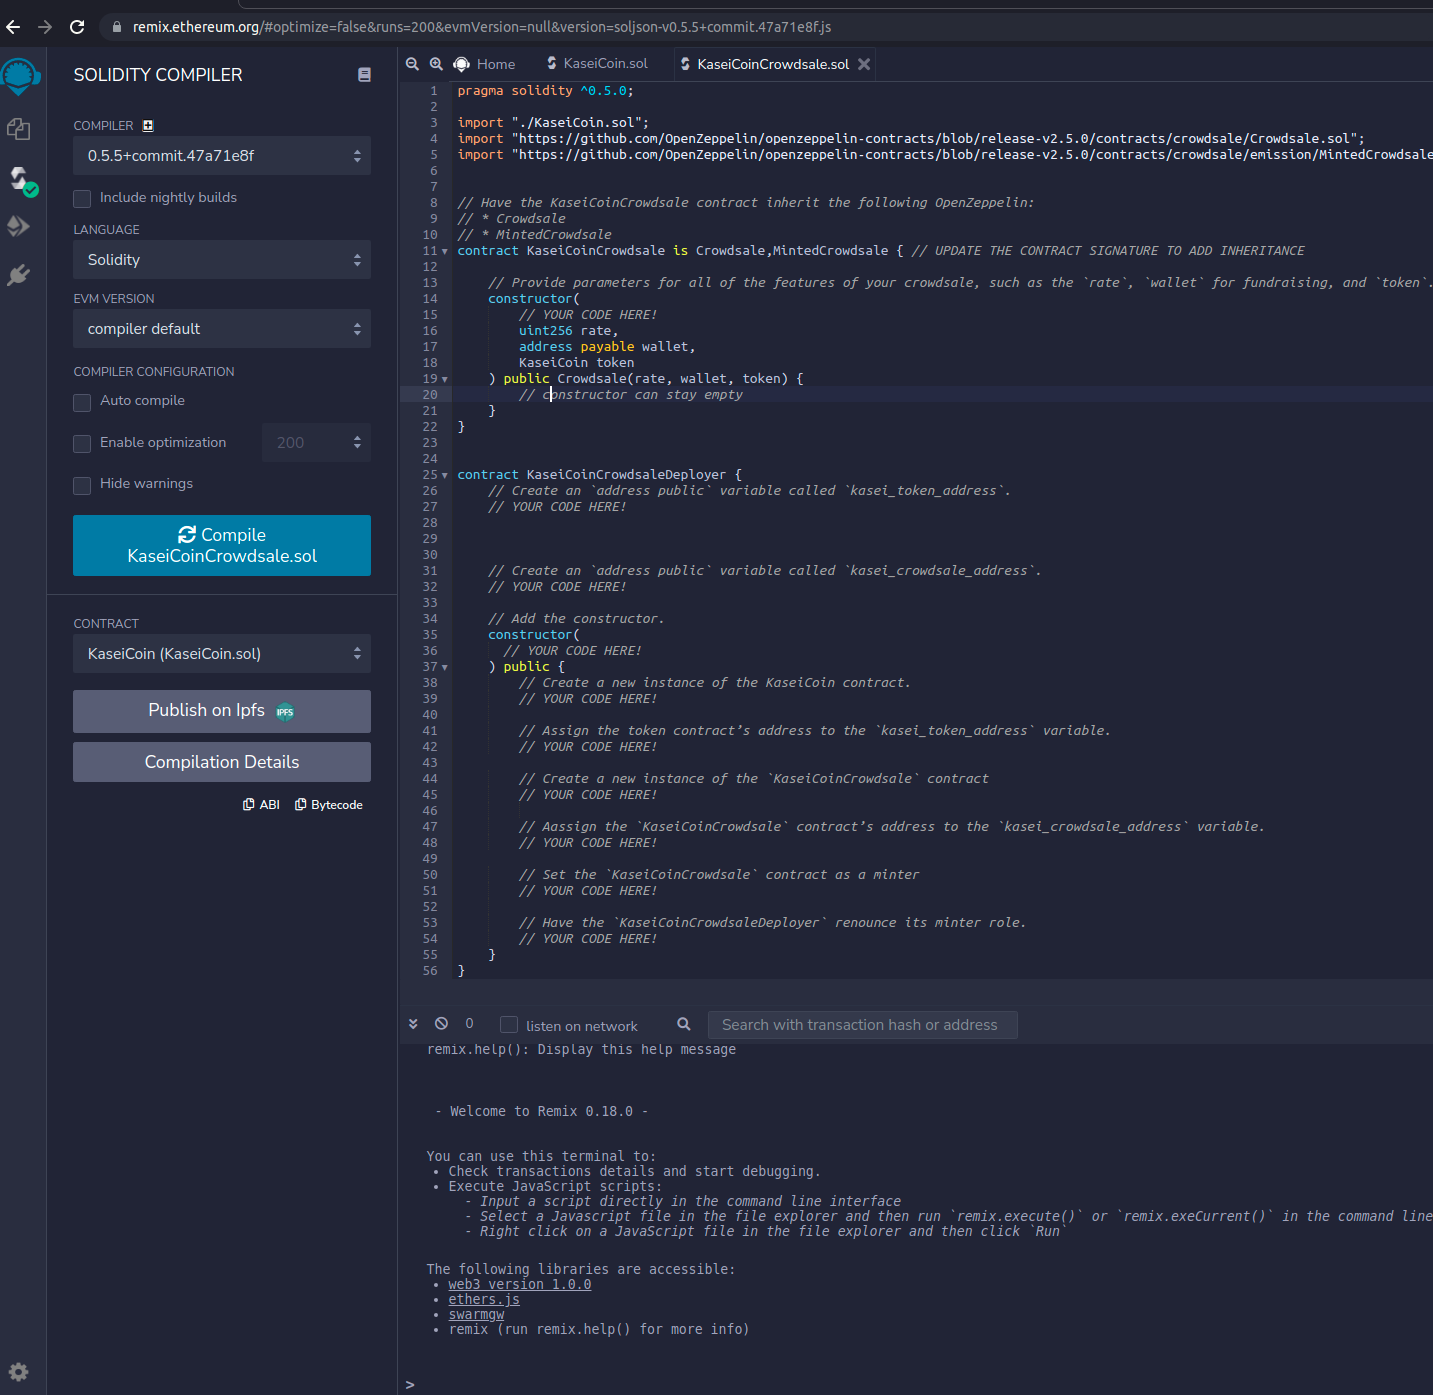 remix.ethereum.org/#optimize=false&runs=200&evmVersion=null&version=soljson-v0.5.5+commit.47a71e8f.js
SOLIDITY COMPILER
COMPILER
0.5.5+commit.47a71e8f
Include nightly builds
LANGUAGE
Solidity
EVM VERSION
compiler default
COMPILER CONFIGURATION
Auto compile
Enable optimization
200
Hide warnings
Compile
KaseiCoinCrowdsale.sol
CONTRACT
KaseiCoin (KaseiCoin.sol)
Publish on Ipfs
IPFS
Compilation Details
ABI Bytecode
Home KaseiCoin.sol KaseiCoinCrowdsale.sol
1 pragma solidity ^0.5.0;
2
3 import "./KaseiCoin.sol";
4 import "https://github.com/OpenZeppelin/openzeppelin-contracts/blob/release-v2.5.0/contracts/crowdsale/Crowdsale.sol";
5 import "https://github.com/OpenZeppelin/openzeppelin-contracts/blob/release-v2.5.0/contracts/crowdsale/emission/MintedCrowdsale
6
7
8 // Have the KaseiCoinCrowdsale contract inherit the following OpenZeppelin:
9 // * Crowdsale
10 // * MintedCrowdsale
11 contract KaseiCoinCrowdsale is Crowdsale,MintedCrowdsale { // UPDATE THE CONTRACT SIGNATURE TO ADD INHERITANCE
12
13 // Provide parameters for all of the features of your crowdsale, such as the `rate`, `wallet` for fundraising, and `token`.
14 constructor(
15 // YOUR CODE HERE!
16 uint256 rate,
17 address payable wallet,
18 KaseiCoin token
19 ) public Crowdsale(rate, wallet, token) {
20 // constructor can stay empty
21 }
22 }
23
24
25 contract KaseiCoinCrowdsaleDeployer {
26 // Create an `address public` variable called `kasei_token_address`.
27 // YOUR CODE HERE!
28
29
30
31 // Create an `address public` variable called `kasei_crowdsale_address`.
32 // YOUR CODE HERE!
33
34 // Add the constructor.
35 constructor(
36 // YOUR CODE HERE!
37 ) public {
38 // Create a new instance of the KaseiCoin contract.
39 // YOUR CODE HERE!
40
41 // Assign the token contract’s address to the `kasei_token_address` variable.
42 // YOUR CODE HERE!
43
44 // Create a new instance of the `KaseiCoinCrowdsale` contract
45 // YOUR CODE HERE!
46
47 // Aassign the `KaseiCoinCrowdsale` contract’s address to the `kasei_crowdsale_address` variable.
48 // YOUR CODE HERE!
49
50 // Set the `KaseiCoinCrowdsale` contract as a minter
51 // YOUR CODE HERE!
52
53 // Have the `KaseiCoinCrowdsaleDeployer` renounce its minter role.
54 // YOUR CODE HERE!
55 }
56 }
0 listen on network Search with transaction hash or address
remix.help(): Display this help message
- Welcome to Remix 0.18.0 -
You can use this terminal to:
• Check transactions details and start debugging.
• Execute JavaScript scripts:
- Input a script directly in the command line interface
- Select a Javascript file in the file explorer and then run `remix.execute()` or `remix.exeCurrent()` in the command line
- Right click on a JavaScript file in the file explorer and then click `Run`
The following libraries are accessible:
• web3 version 1.0.0
• ethers.js
• swarmgw
• remix (run remix.help() for more info)
>